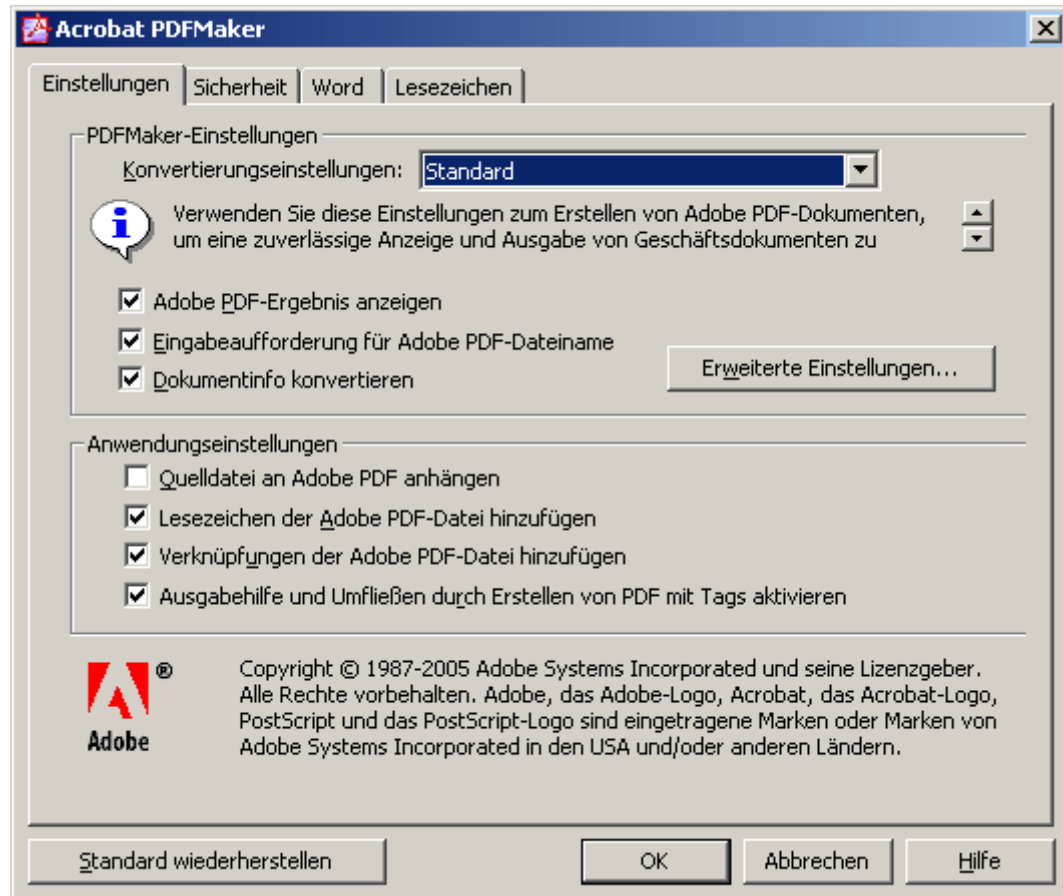 Acrobat PDFMaker
Einstellungen Sicherheit Word Lesezeichen
PDFMaker-Einstellungen
Konvertierungseinstellungen: Standard
Verwenden Sie diese Einstellungen zum Erstellen von Adobe PDF-Dokumenten,
um eine zuverlässige Anzeige und Ausgabe von Geschäftsdokumenten zu
Adobe PDF-Ergebnis anzeigen
Eingabeaufforderung für Adobe PDF-Dateiname
Dokumentinfo konvertieren
Erweiterte Einstellungen...
Anwendungseinstellungen
Quelldatei an Adobe PDF anhängen
Lesezeichen der Adobe PDF-Datei hinzufügen
Verknüpfungen der Adobe PDF-Datei hinzufügen
Ausgabehilfe und Umfließen durch Erstellen von PDF mit Tags aktivieren
®
Adobe
Copyright © 1987-2005 Adobe Systems Incorporated und seine Lizenzgeber.
Alle Rechte vorbehalten. Adobe, das Adobe-Logo, Acrobat, das Acrobat-Logo,
PostScript und das PostScript-Logo sind eingetragene Marken oder Marken von
Adobe Systems Incorporated in den USA und/oder anderen Ländern.
Standard wiederherstellen OK Abbrechen Hilfe